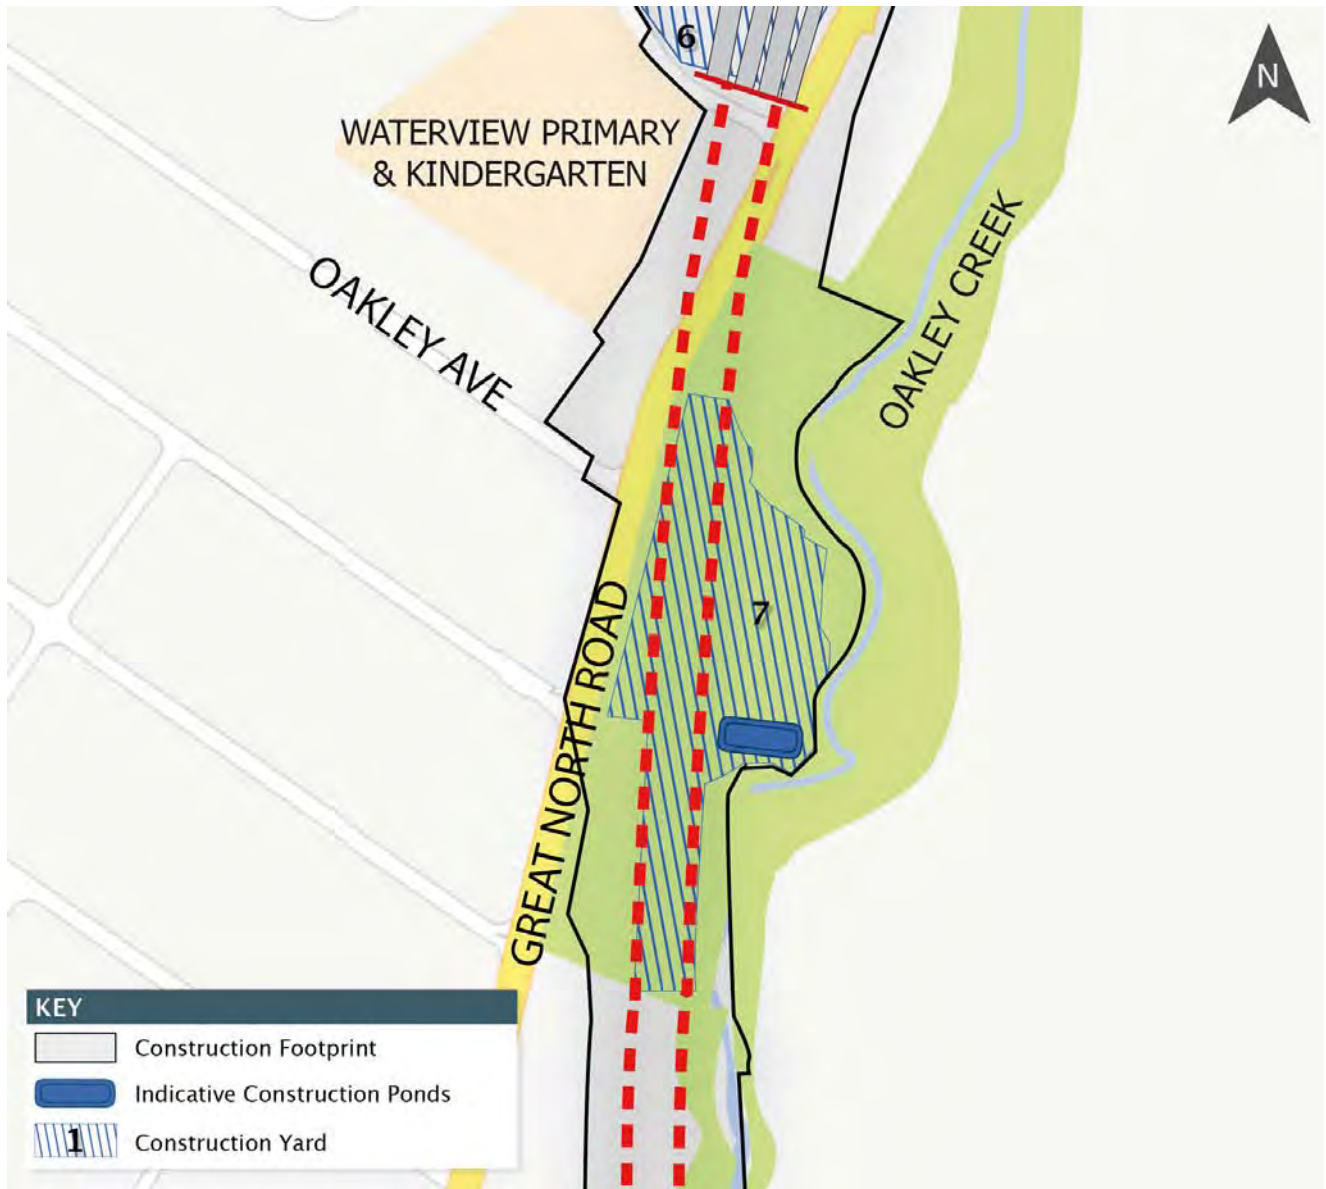 6
N
WATERVIEW PRIMARY
& KINDERGARTEN
OAKLEY AVE
OAKLEY CREEK
7
GREAT NORTH ROAD
KEY
Construction Footprint
Indicative Construction Ponds
1
Construction Yard